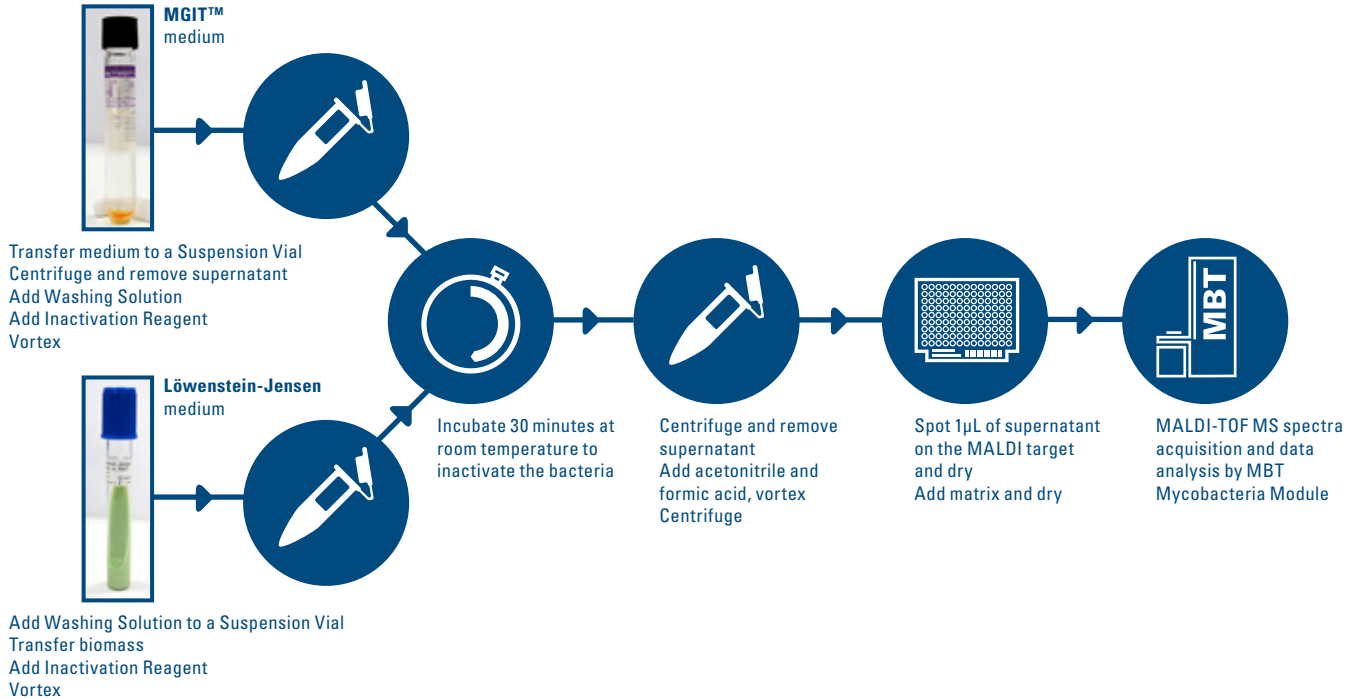 MGIT™
medium
Transfer medium to a Suspension Vial
Centrifuge and remove supernatant
Add Washing Solution
Add Inactivation Reagent
Vortex
Löwenstein-Jensen
medium
Add Washing Solution to a Suspension Vial
Transfer biomass
Add Inactivation Reagent
Vortex
Incubate 30 minutes at
room temperature to
inactivate the bacteria
Centrifuge and remove
supernatant
Add acetonitrile and
formic acid, vortex
Centrifuge
Spot 1µL of supernatant
on the MALDI target
and dry
Add matrix and dry
MBT
MALDI-TOF MS spectra
acquisition and data
analysis by MBT
Mycobacteria Module